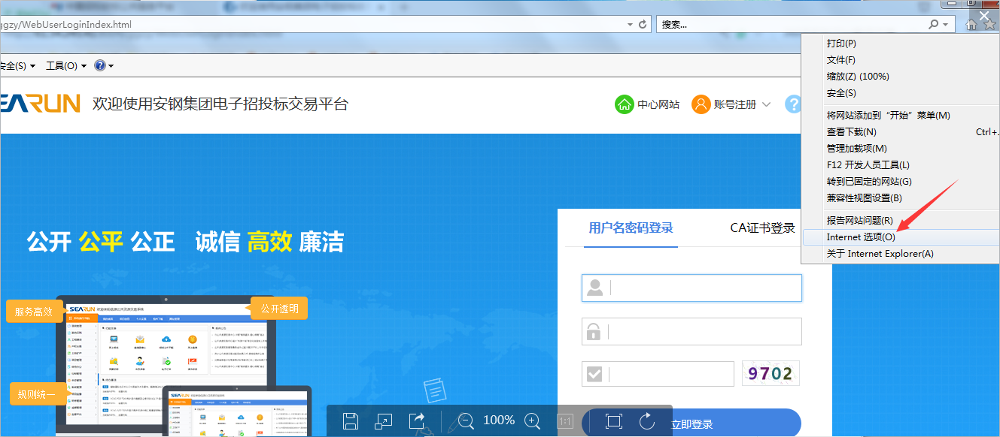 ggzy/WebUserLoginIndex.html
搜索...
安全(S)
工具(O)
?
SEARUN
欢迎使用安钢集团电子招投标交易平台
中心网站
账号注册
?
打印(P)
文件(F)
缩放(Z) (100%)
安全(S)
将网站添加到“开始”菜单(M)
查看下载(N) Ctrl+
管理加载项(M)
F12 开发人员工具(L)
转到已固定的网站(G)
兼容性视图设置(B)
报告网站问题(R)
Internet 选项(O)
关于 Internet Explorer(A)
公开 公平 公正 诚信 高效 廉洁
用户名密码登录
CA证书登录
服务高效
公开透明
规则统一
SEARUN
SEARUN
9702
立即登录
100%
1:1